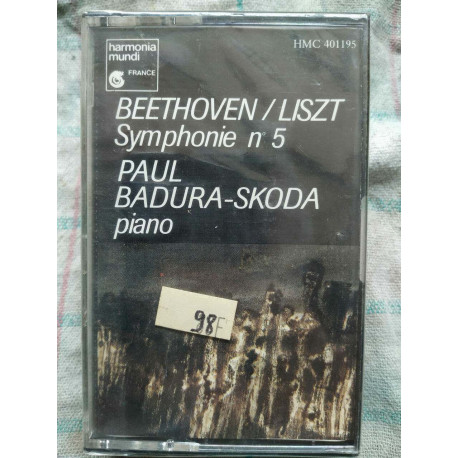 harmonia
mundi
FRANCE
HMC 401195
BEETHOVEN / LISZT
Symphonie n° 5
PAUL
BADURA-SKODA
piano
98F